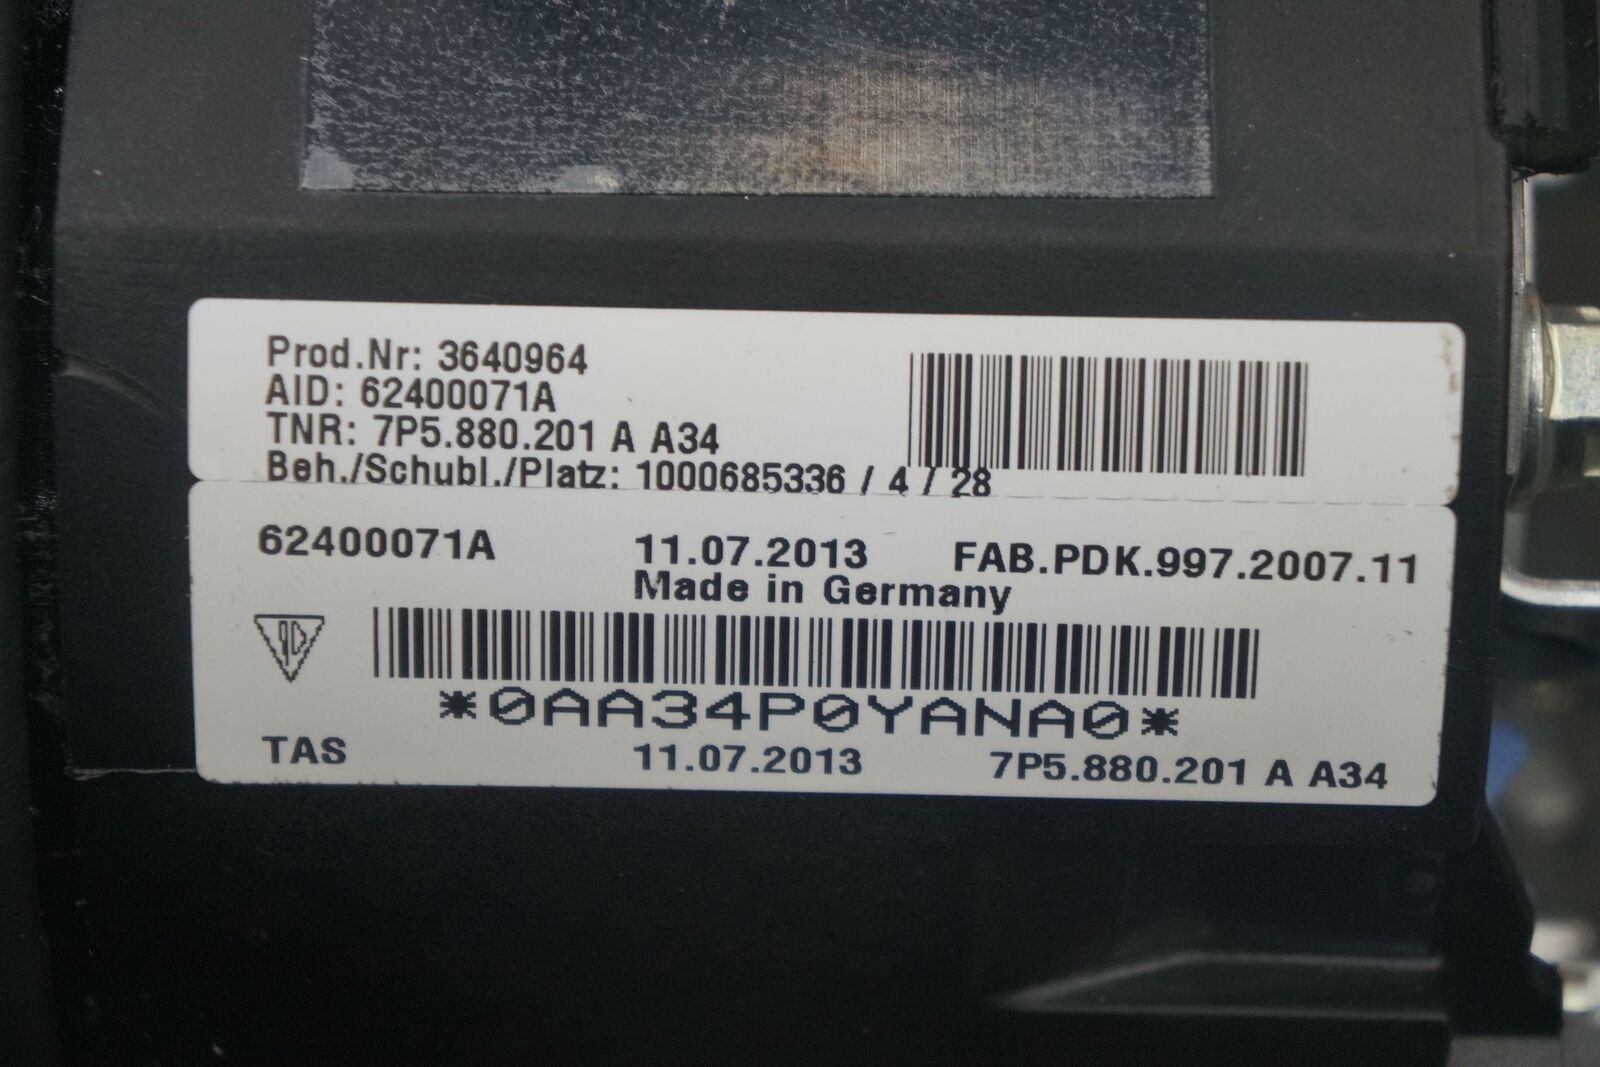 Prod.Nr: 3640964
AID: 62400071A
TNR: 7P5.880.201 A A34
Beh./Schubl./Platz: 1000685336 / 4 / 28
62400071A 11.07.2013 FAB.PDK.997.2007.11
Made in Germany
*0AA34P0YANA0*
TAS 11.07.2013 7P5.880.201 A A34